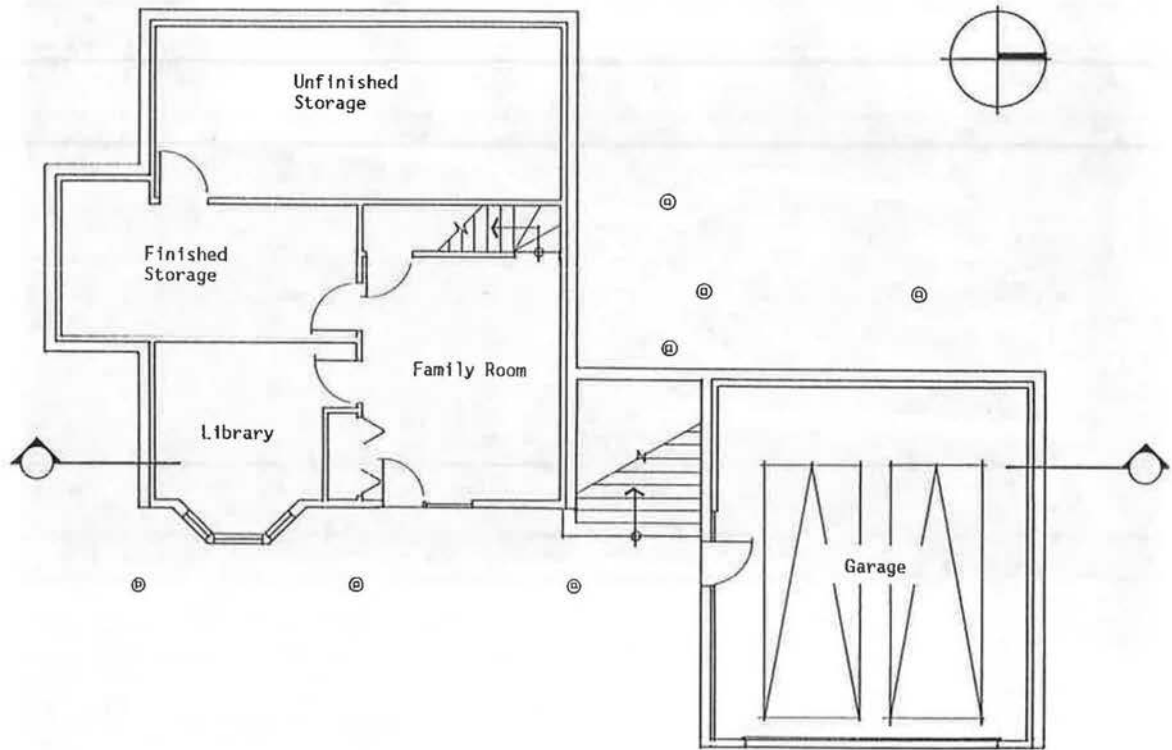 Unfinished
Storage
Finished
Storage
Family Room
Library
Garage